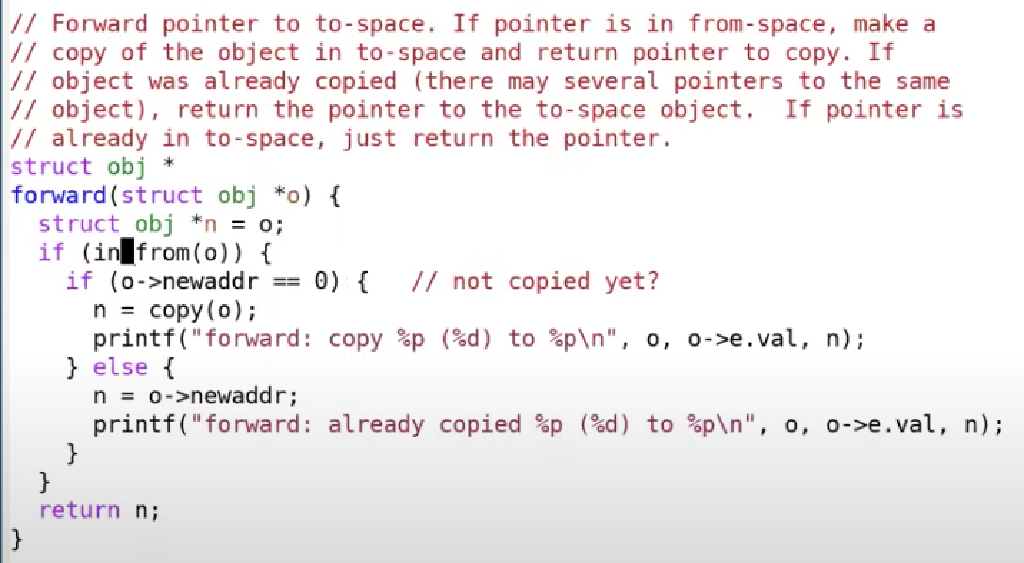 // Forward pointer to to-space. If pointer is in from-space, make a
// copy of the object in to-space and return pointer to copy. If
// object was already copied (there may several pointers to the same
// object), return the pointer to the to-space object.  If pointer is
// already in to-space, just return the pointer.
struct obj *
forward(struct obj *o) {
  struct obj *n = o;
  if (in_from(o)) {
    if (o->newaddr == 0) {   // not copied yet?
      n = copy(o);
      printf("forward: copy %p (%d) to %p\n", o, o->e.val, n);
    } else {
      n = o->newaddr;
      printf("forward: already copied %p (%d) to %p\n", o, o->e.val, n);
    }
  }
  return n;
}